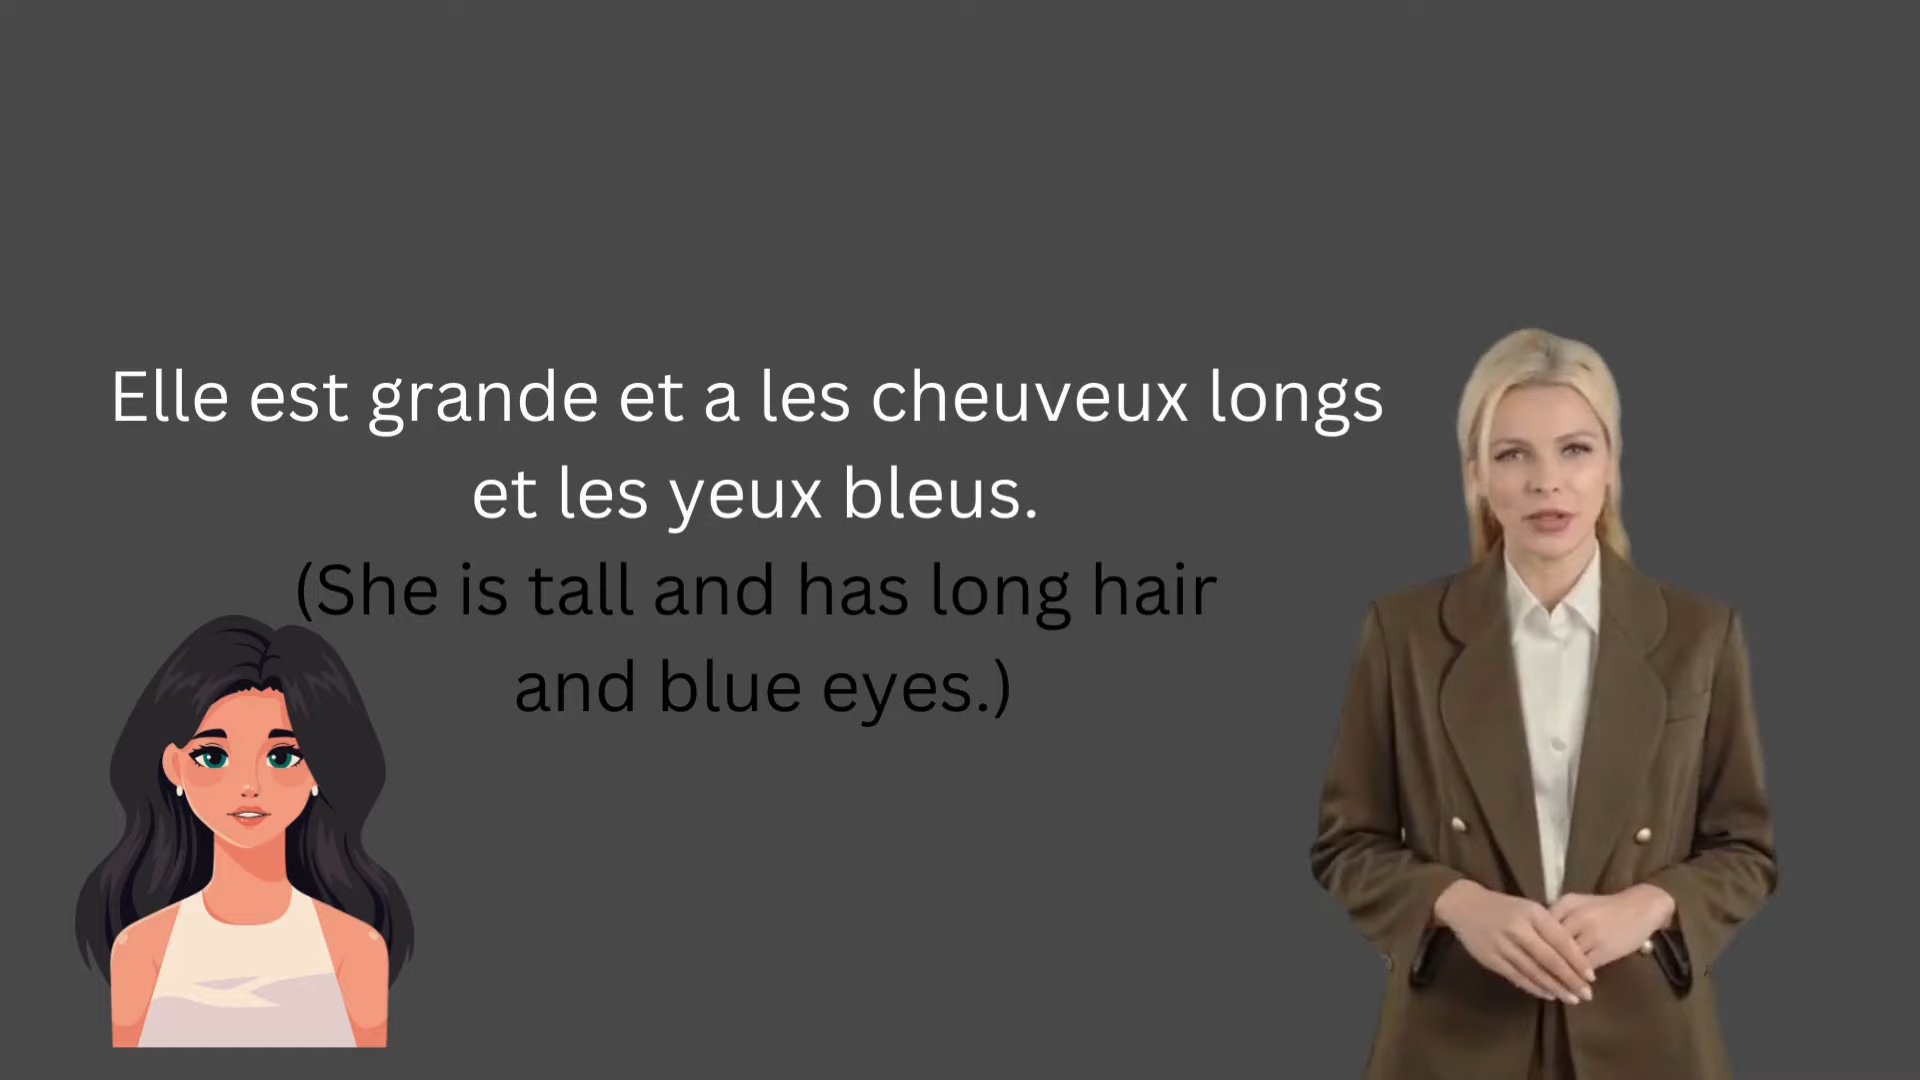 Elle est grande et a les cheuveux longs
et les yeux bleus.
(She is tall and has long hair
and blue eyes.)